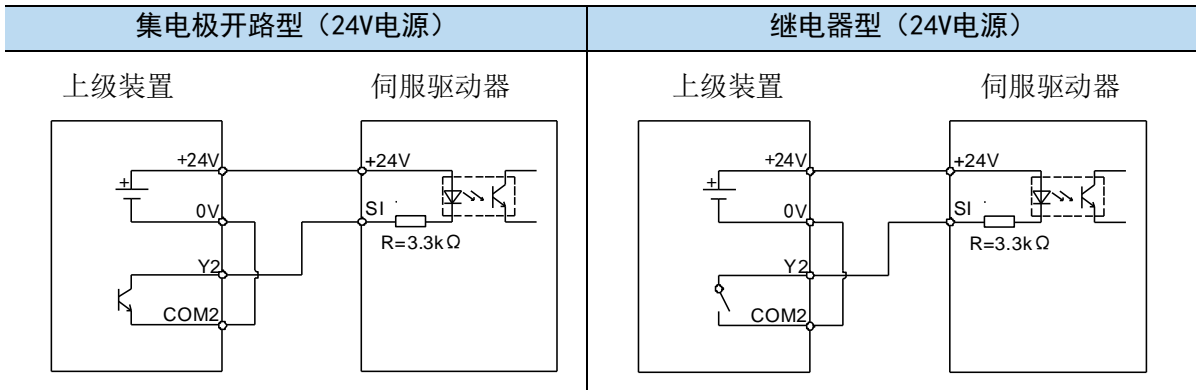 集电极开路型（24V电源）
继电器型（24V电源）
上级装置
伺服驱动器
+24V
+24V
+
0V
SI
R=3.3kΩ
Y2
COM2
上级装置
伺服驱动器
+24V
+24V
+
0V
SI
R=3.3kΩ
Y2
COM2